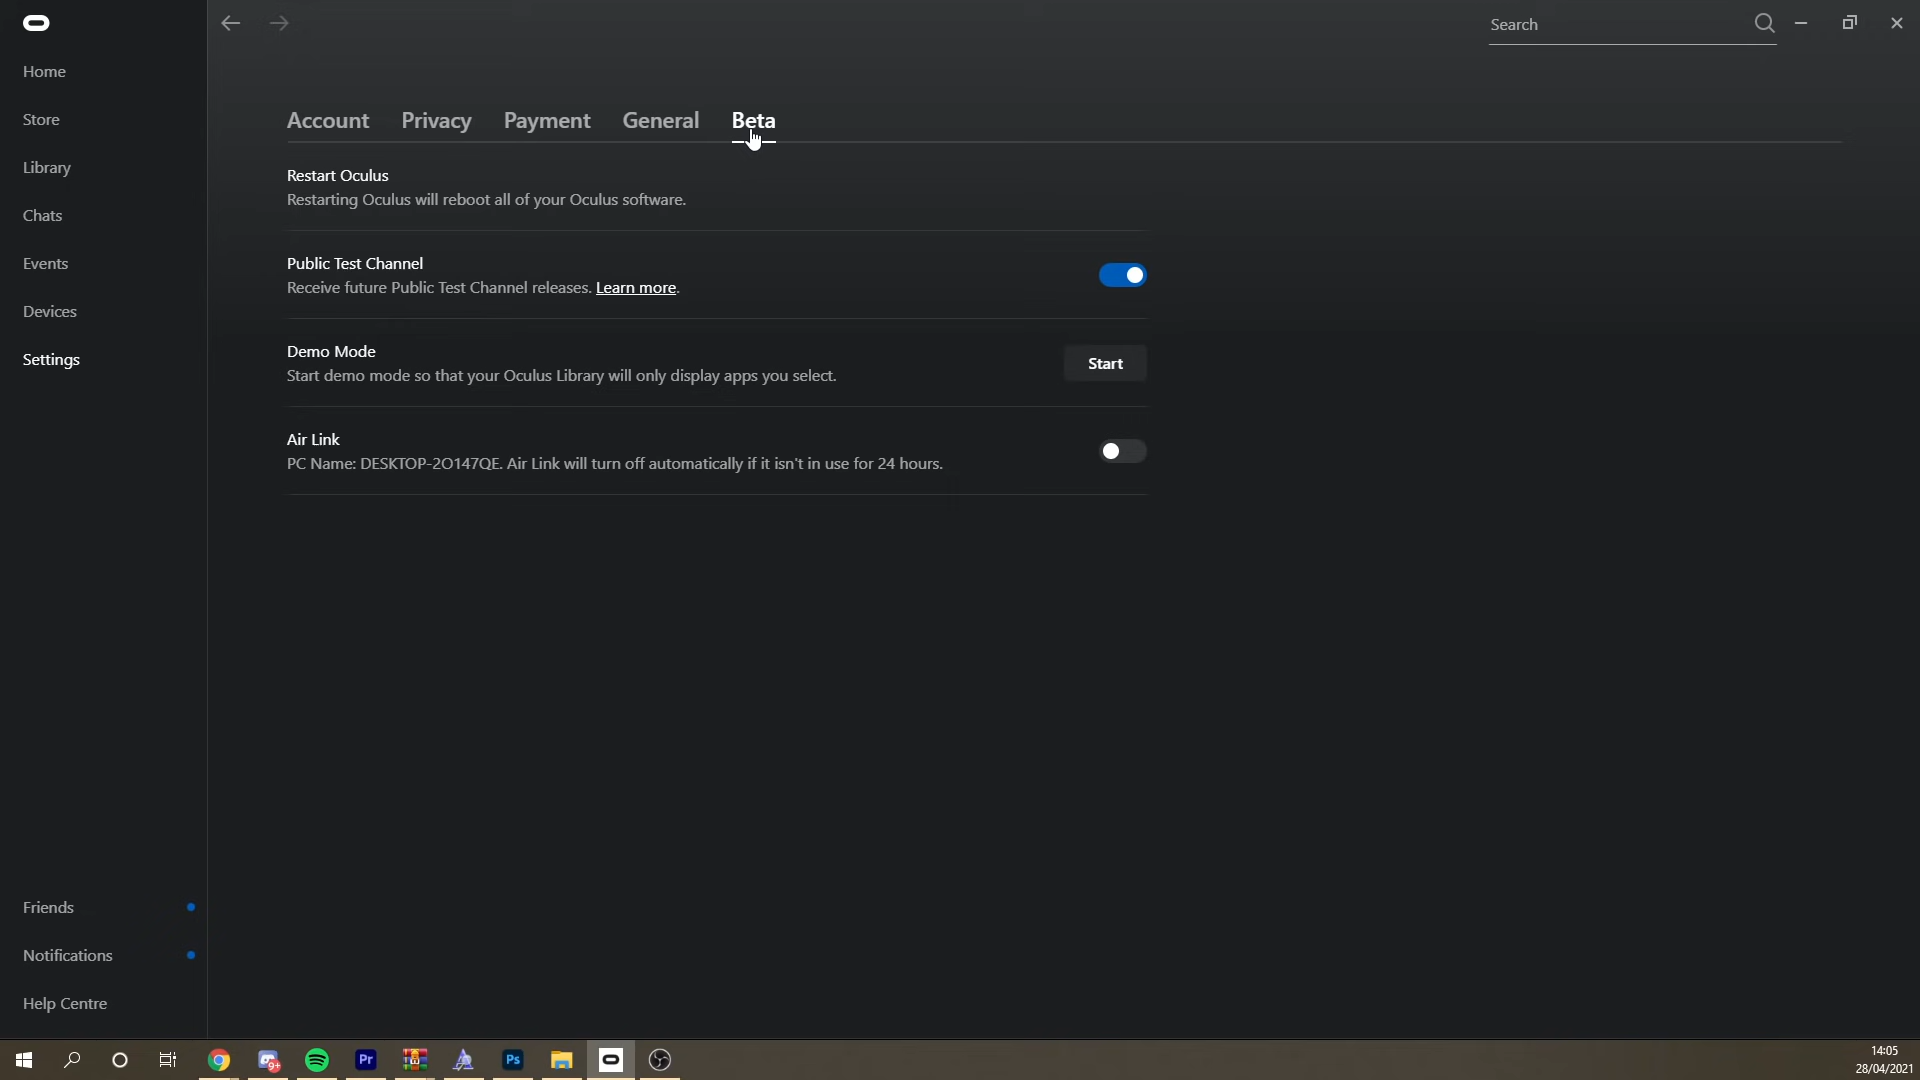 Search
Home
Store
Library
Chats
Events
Devices
Settings
Account Privacy Payment General Beta
Restart Oculus
Restarting Oculus will reboot all of your Oculus software.
Public Test Channel
Receive future Public Test Channel releases. Learn more.
Demo Mode
Start demo mode so that your Oculus Library will only display apps you select.
Start
Air Link
PC Name: DESKTOP-2O147QE. Air Link will turn off automatically if it isn't in use for 24 hours.
Friends
Notifications
Help Centre
9+
Pr
Ps
14:05
28/04/2021